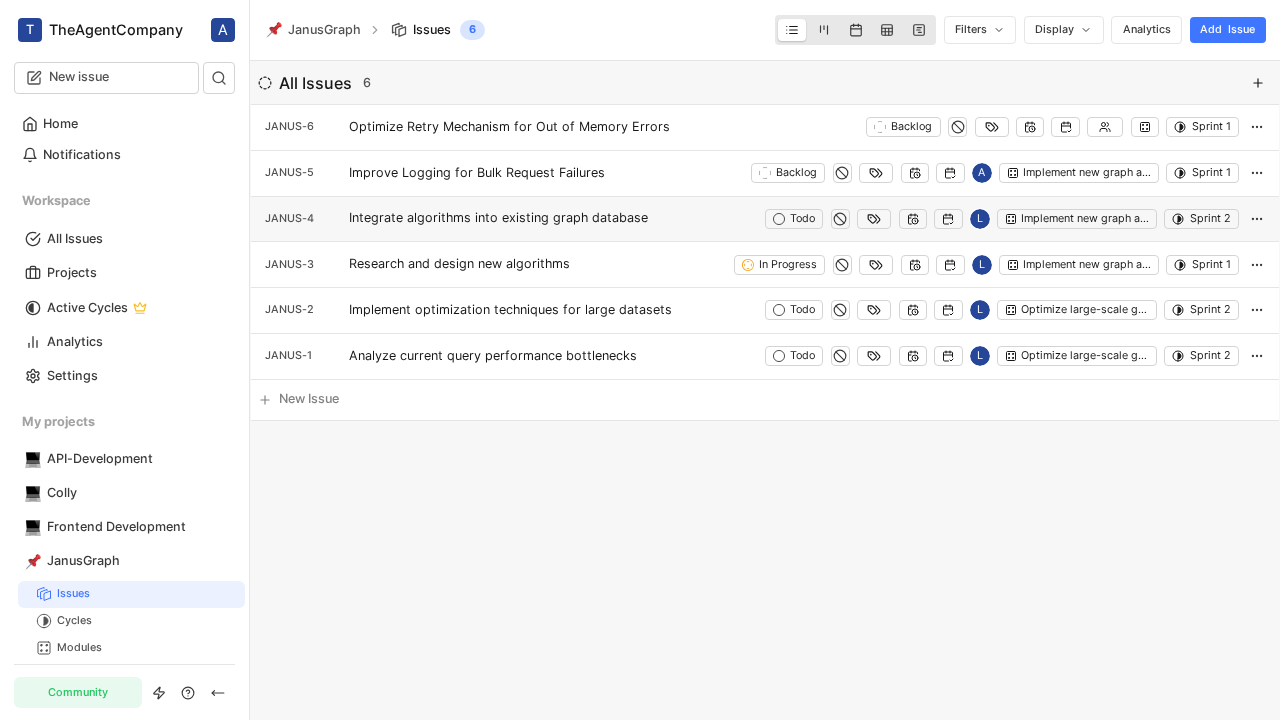 T TheAgentCompany A
New issue
Home
Notifications
Workspace
All Issues
Projects
Active Cycles
Analytics
Settings
My projects
API-Development
Colly
Frontend Development
JanusGraph
Issues
Cycles
Modules
Community
JanusGraph Issues 6 Filters Display Analytics Add Issue
All Issues 6
JANUS-6 Optimize Retry Mechanism for Out of Memory Errors Backlog Sprint 1
JANUS-5 Improve Logging for Bulk Request Failures Backlog A Implement new graph a... Sprint 1
JANUS-4 Integrate algorithms into existing graph database Todo L Implement new graph a... Sprint 2
JANUS-3 Research and design new algorithms In Progress L Implement new graph a... Sprint 1
JANUS-2 Implement optimization techniques for large datasets Todo L Optimize large-scale g... Sprint 2
JANUS-1 Analyze current query performance bottlenecks Todo L Optimize large-scale g... Sprint 2
New Issue